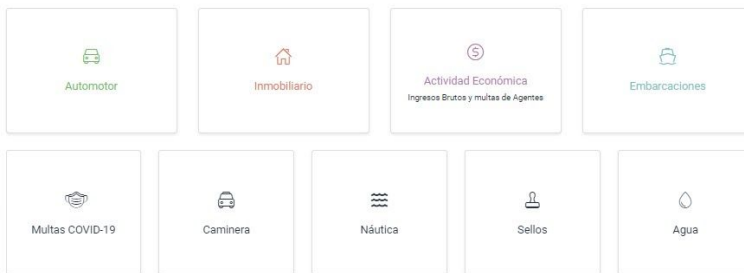 Automotor
Inmobiliario
Actividad Económica
Ingresos Brutos y multas de Agentes
Embarcaciones
Multas COVID-19
Caminera
Náutica
Sellos
Agua